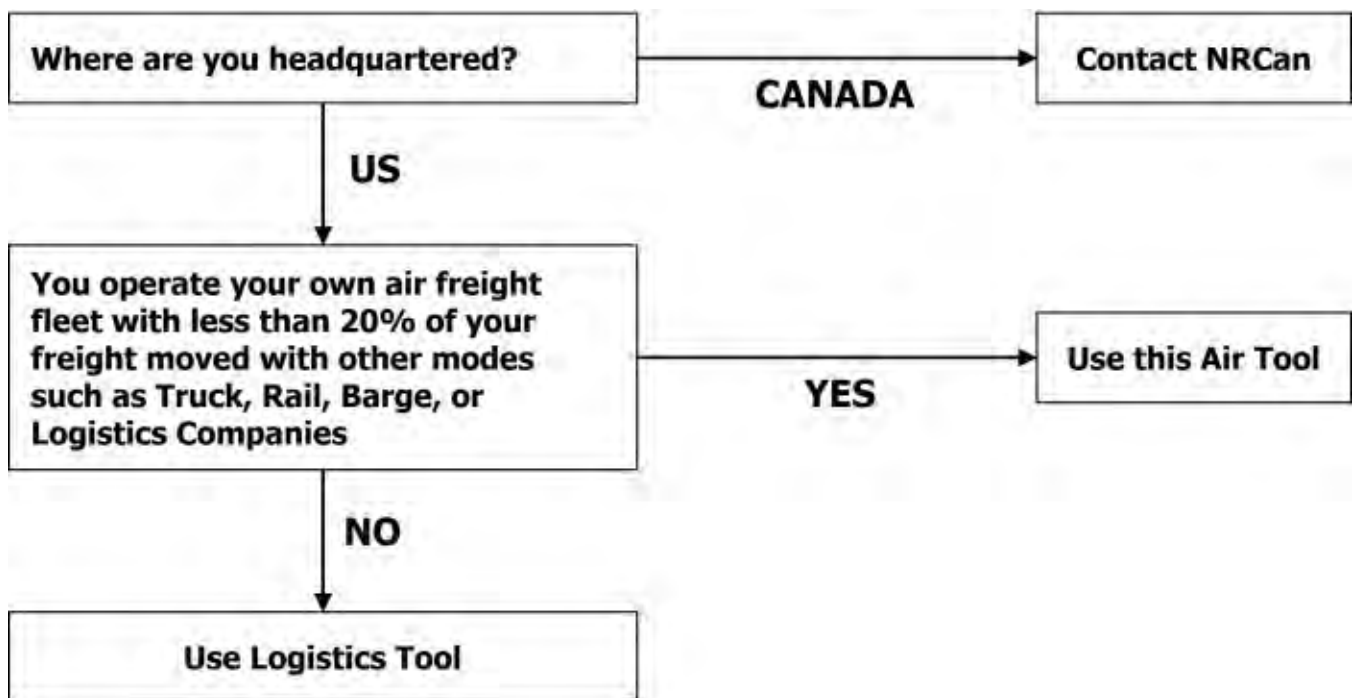 Where are you headquartered?
CANADA
Contact NRCan
US
You operate your own air freight
fleet with less than 20% of your
freight moved with other modes
such as Truck, Rail, Barge, or
Logistics Companies
YES
Use this Air Tool
NO
Use Logistics Tool